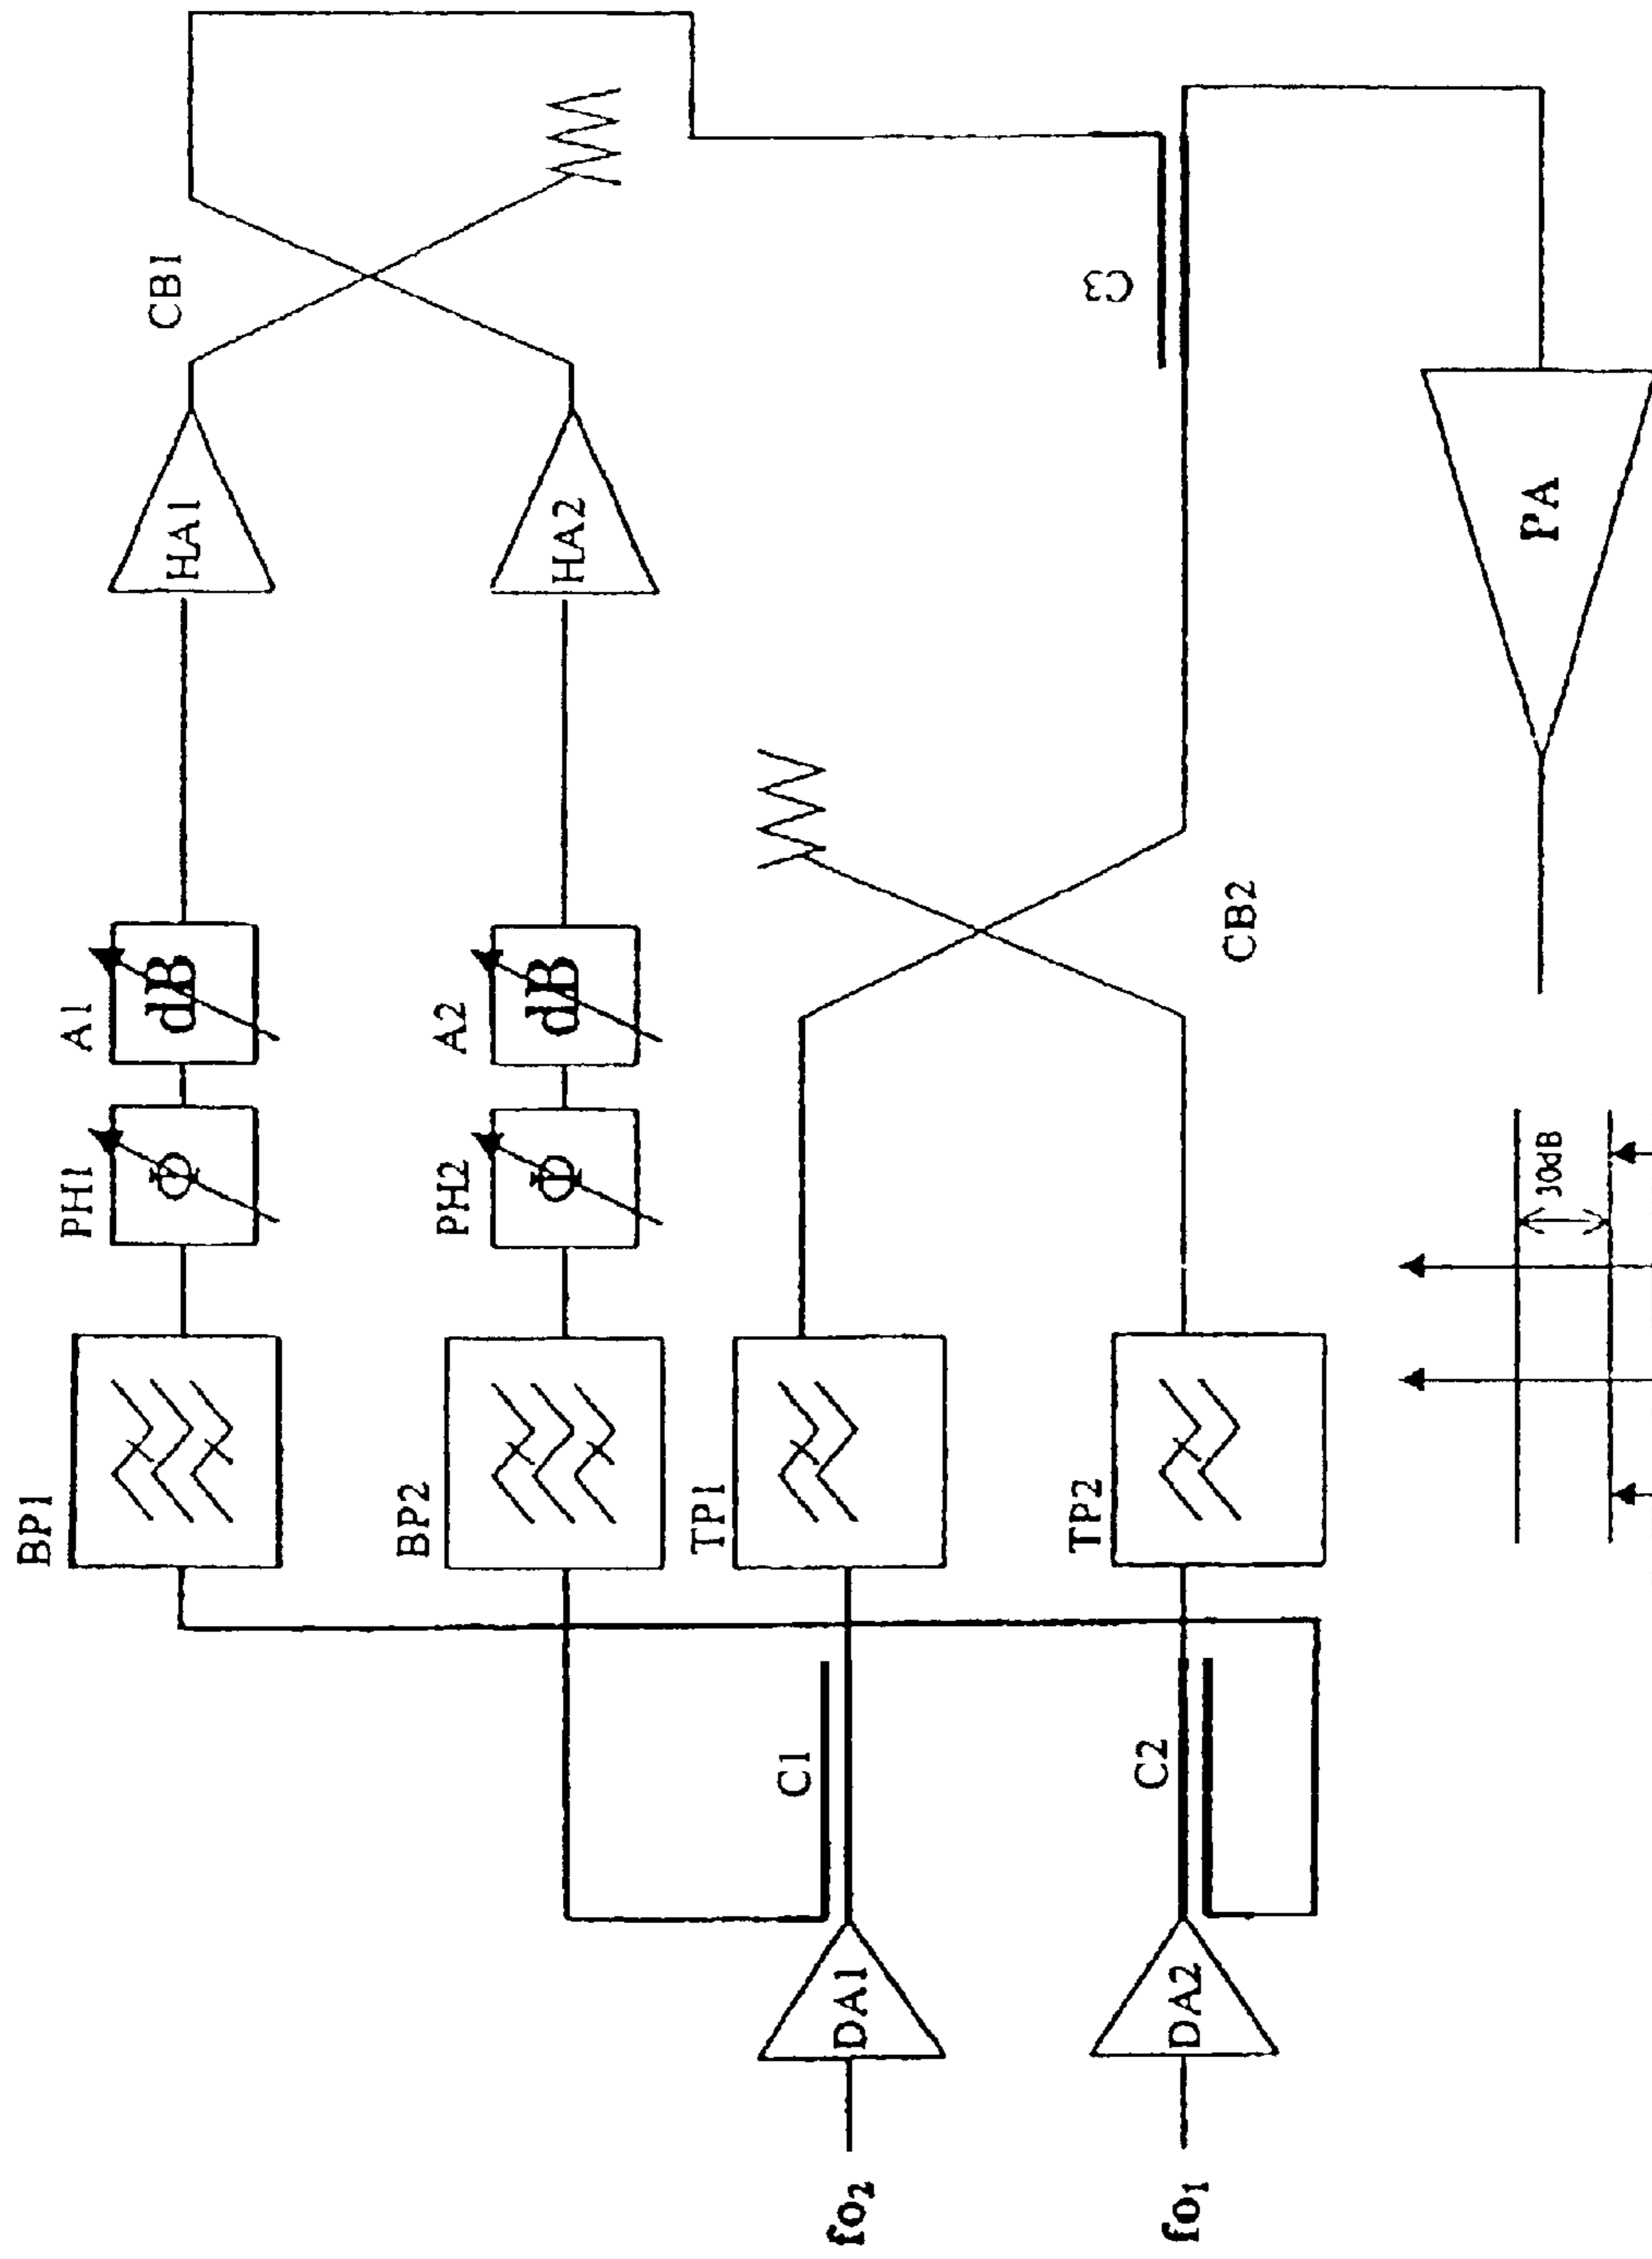 BP1
PH1
Φ
A1
dB
HA1
CB1
BP2
PH2
Φ
A2
dB
HA2
TP1
TP2
CB2
C1
C2
C3
DA1
DA2
fo2
fo1
PA
30dB